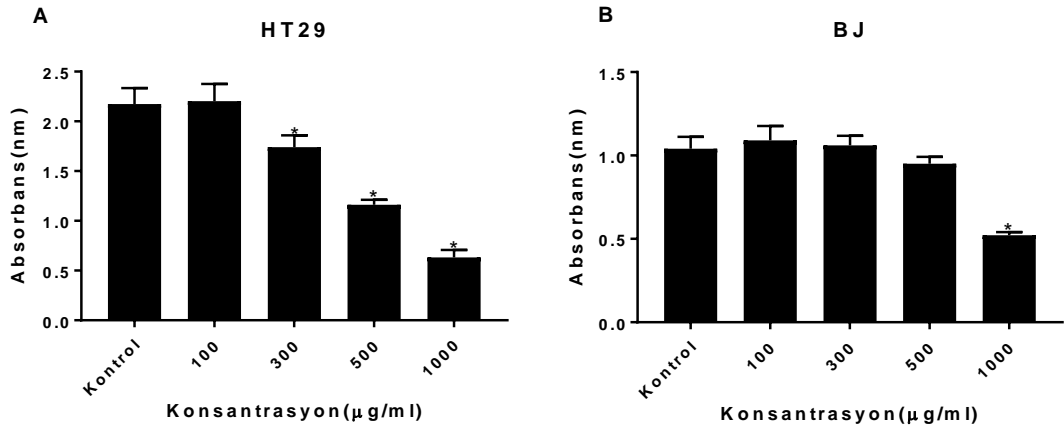 A
HT29
Absorbans(nm)
2.5
2.0
1.5
1.0
0.5
0.0
*
*
*
Kontrol
100
300
500
1000
Konsantrasyon(µg/ml)
B
BJ
Absorbans(nm)
1.5
1.0
0.5
0.0
*
Kontrol
100
300
500
1000
Konsantrasyon(µg/ml)